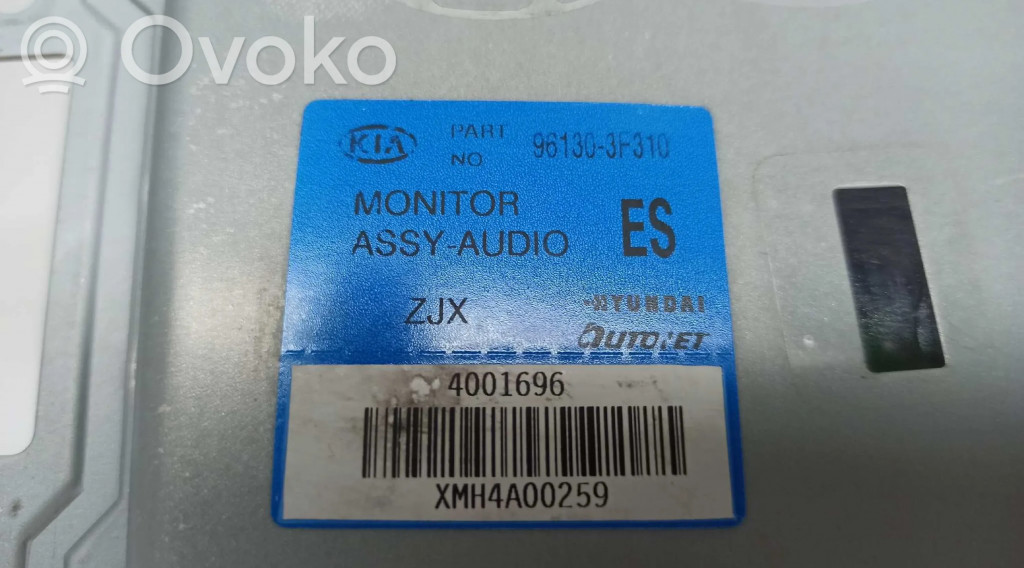 Ovoko
KIA PART NO 96130-3F310
MONITOR
ASSY-AUDIO
ES
ZJX
HYUNDAI
AUTONET
4001696
XMH4A00259